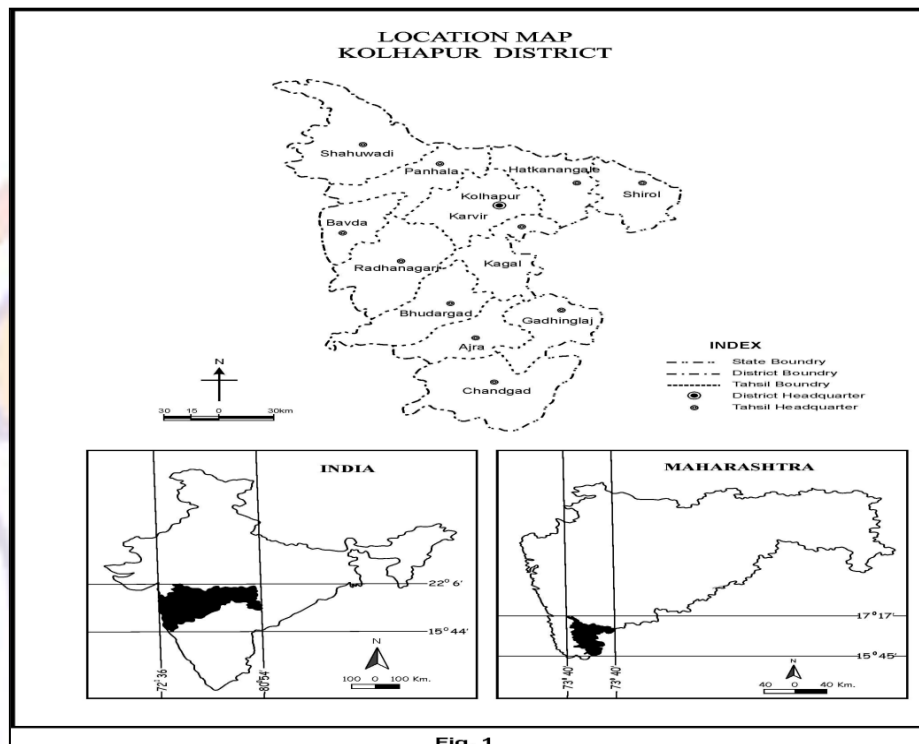 LOCATION MAP
KOLHAPUR DISTRICT
Shahuwadi
Panhala
Hatkanangale
Shirol
Kolhapur
Karvir
Bavda
Radhanagari
Kagal
Bhudargad
Gadhinglaj
Ajra
Chandgad
N
30 15 0 30km
INDEX
State Boundry
District Boundry
Tahsil Boundry
District Headquarter
Tahsil Headquarter
INDIA
22° 6'
15° 44'
72° 36
80° 54'
N
100 0 100 Km.
MAHARASHTRA
17° 17'
15° 45'
73° 40'
73° 40'
N
40 0 40 Km.
Fig. 1